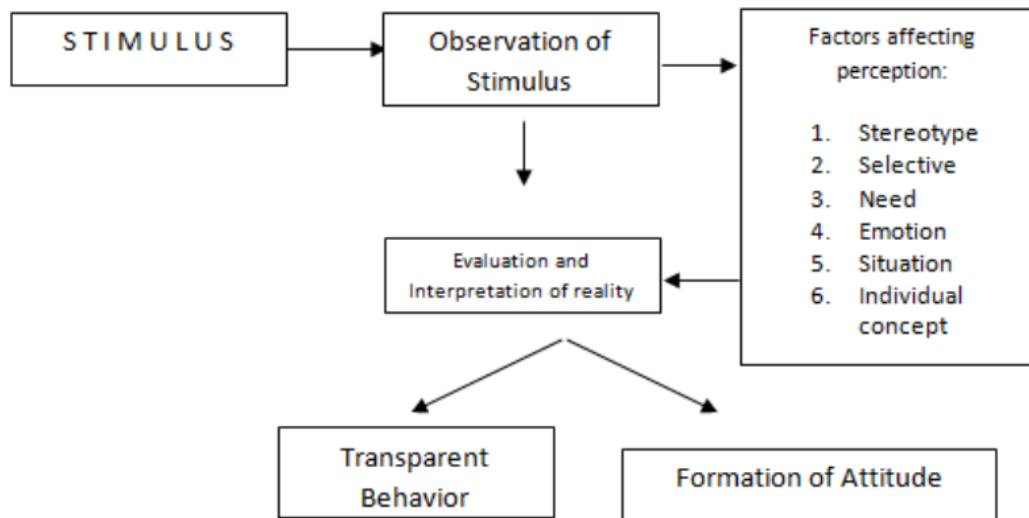 S T I M U L U S
Observation of
Stimulus
Factors affecting
perception:
1. Stereotype
2. Selective
3. Need
4. Emotion
5. Situation
6. Individual
concept
Evaluation and
Interpretation of reality
Transparent
Behavior
Formation of Attitude